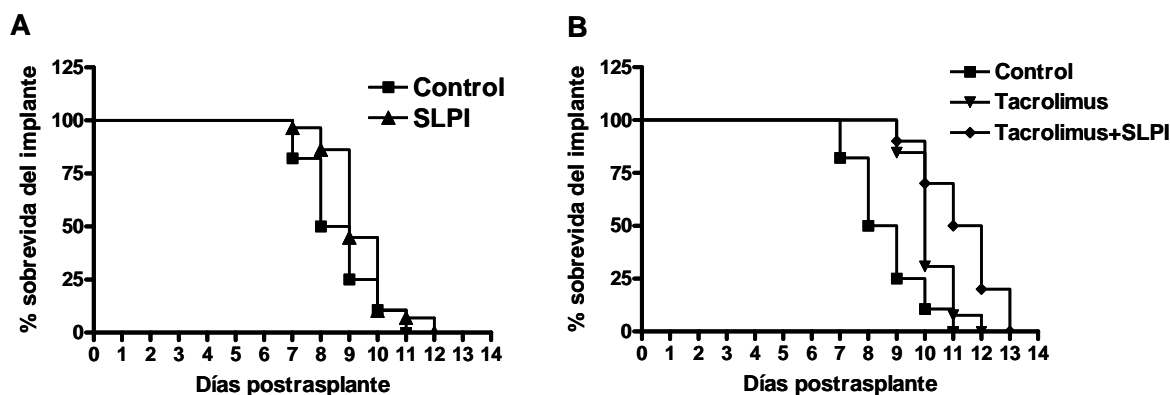 A
B
125
100
75
50
25
0
% sobrevida del implante
Control
SLPI
0 1 2 3 4 5 6 7 8 9 10 11 12 13 14
Días postrasplante
125
100
75
50
25
0
% sobrevida del implante
Control
Tacrolimus
Tacrolimus+SLPI
0 1 2 3 4 5 6 7 8 9 10 11 12 13 14
Días postrasplante